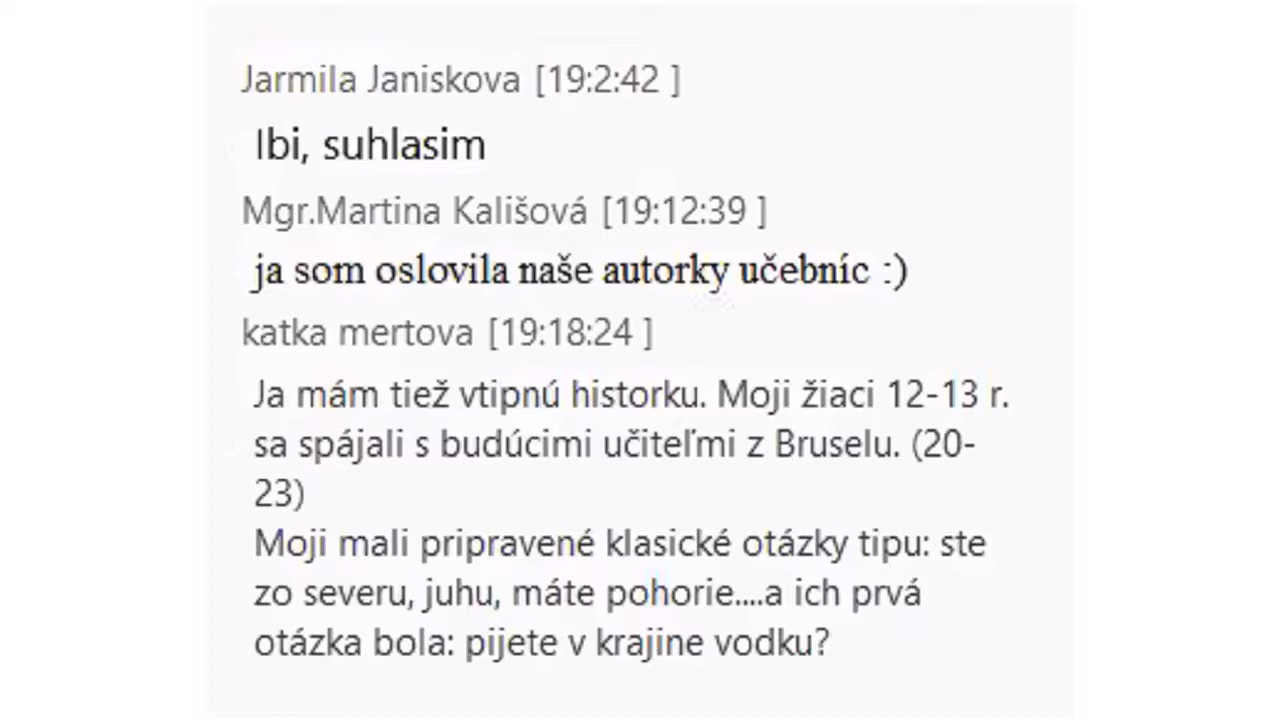 Jarmila Janiskova [19:2:42 ]
Ibi, suhlasim
Mgr.Martina Kališová [19:12:39 ]
ja som oslovila naše autorky učebníc :)
katka mertova [19:18:24 ]
Ja mám tiež vtipnú historku. Moji žiaci 12-13 r.
sa spájali s budúcimi učiteľmi z Bruselu. (20-
23)
Moji mali pripravené klasické otázky tipu: ste
zo severu, juhu, máte pohorie....a ich prvá
otázka bola: pijete v krajine vodku?